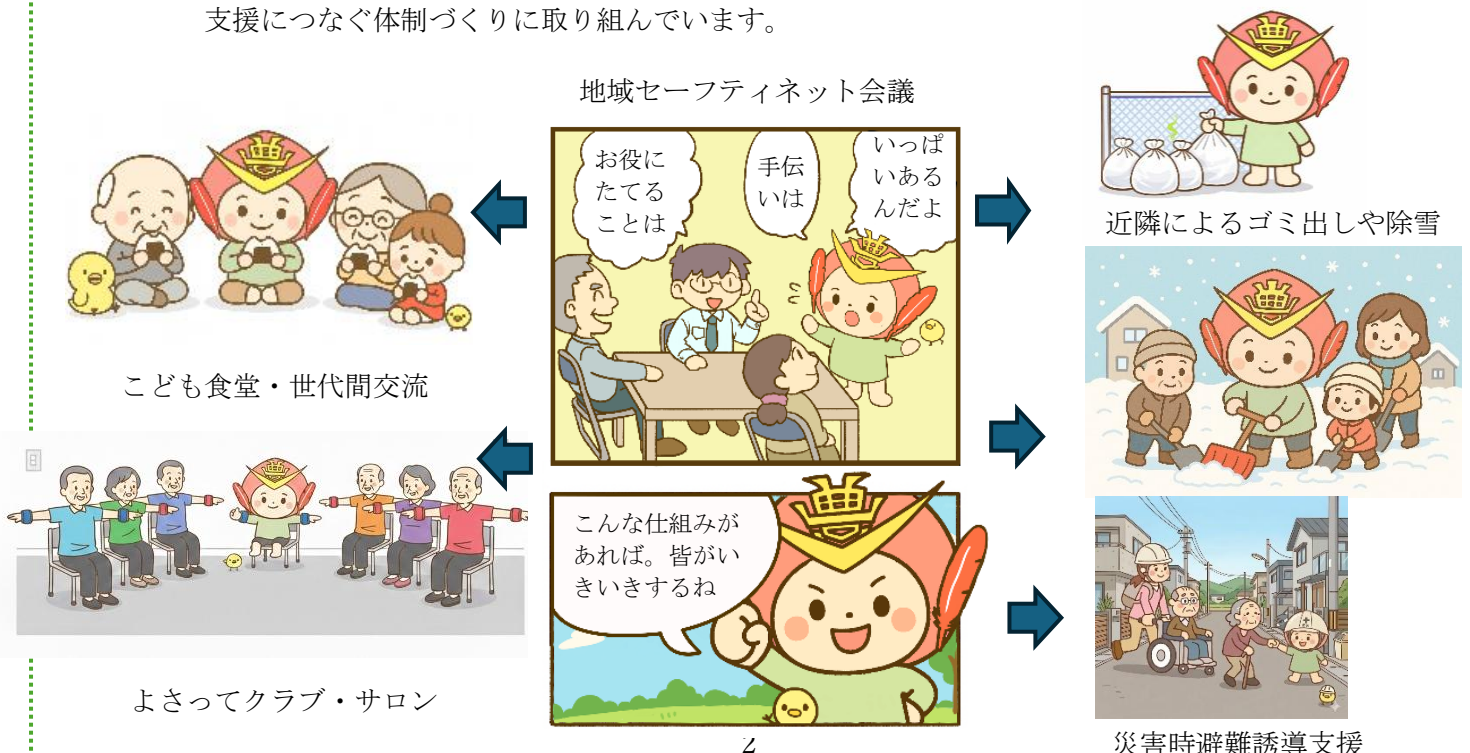 支援につなぐ体制づくりに取り組んでいます。
地域セーフティネット会議
お役に
たてる
ことは
手伝
いは
いっぱ
いある
んだよ
近隣によるゴミ出しや除雪
こども食堂・世代間交流
こんな仕組みが
あれば。皆がい
きいきするね
よさってクラブ・サロン
災害時避難誘導支援
2